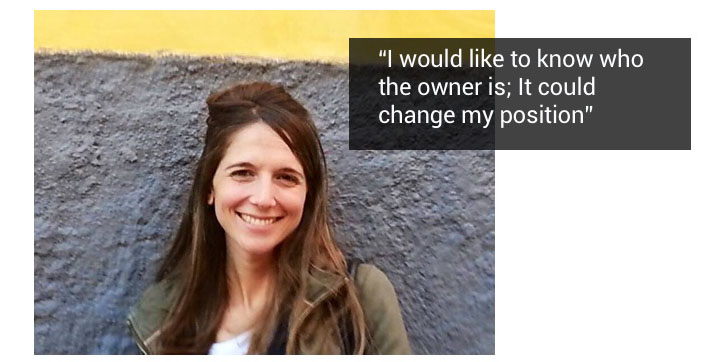 “I would like to know who
the owner is; It could
change my position”